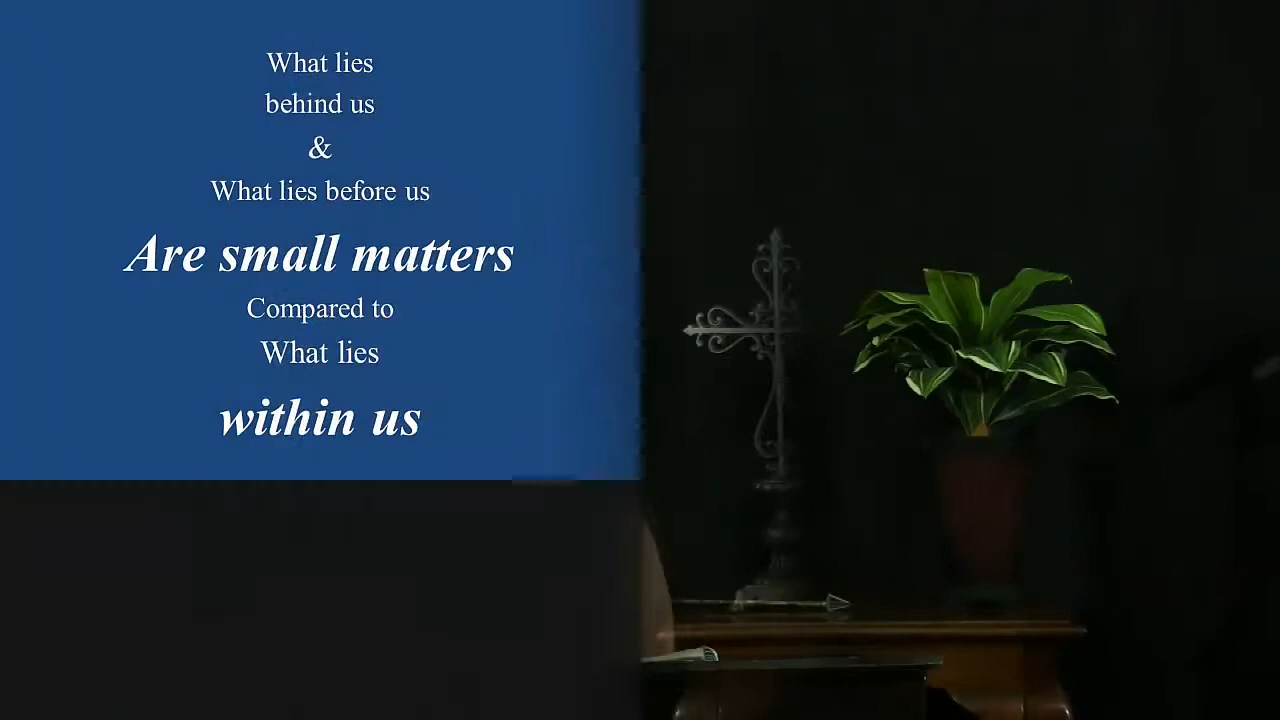 What lies
behind us
&
What lies before us
Are small matters
Compared to
What lies
within us